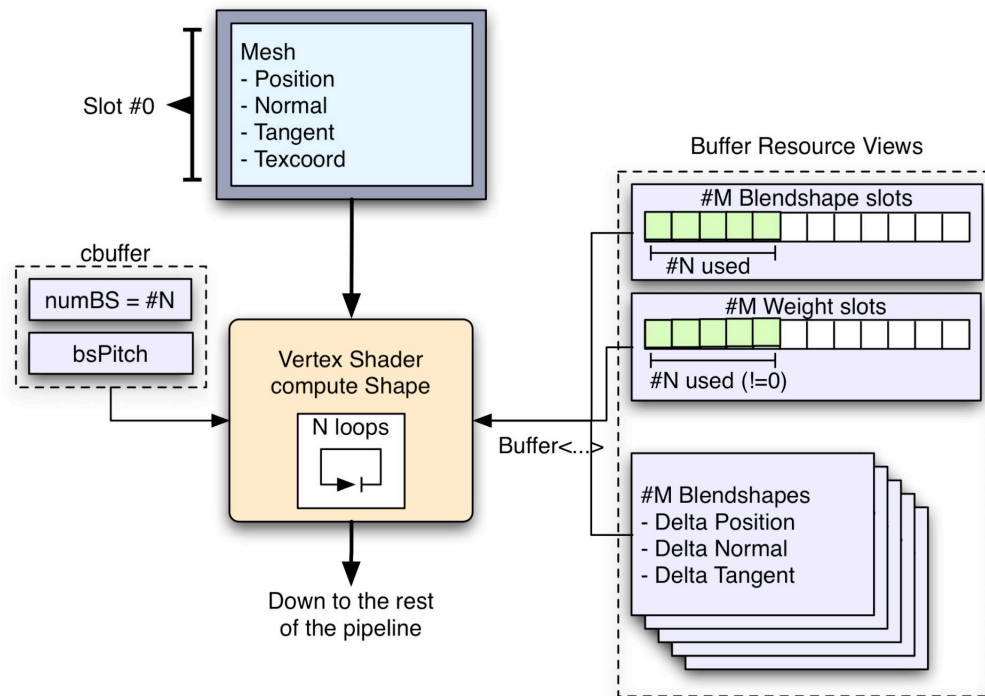 Slot #0
Mesh
- Position
- Normal
- Tangent
- Texcoord
Buffer Resource Views
#M Blendshape slots
#N used
#M Weight slots
#N used (!=0)
cbuffer
numBS = #N
bsPitch
Vertex Shader
compute Shape
N loops
Buffer<...>
#M Blendshapes
- Delta Position
- Delta Normal
- Delta Tangent
Down to the rest
of the pipeline